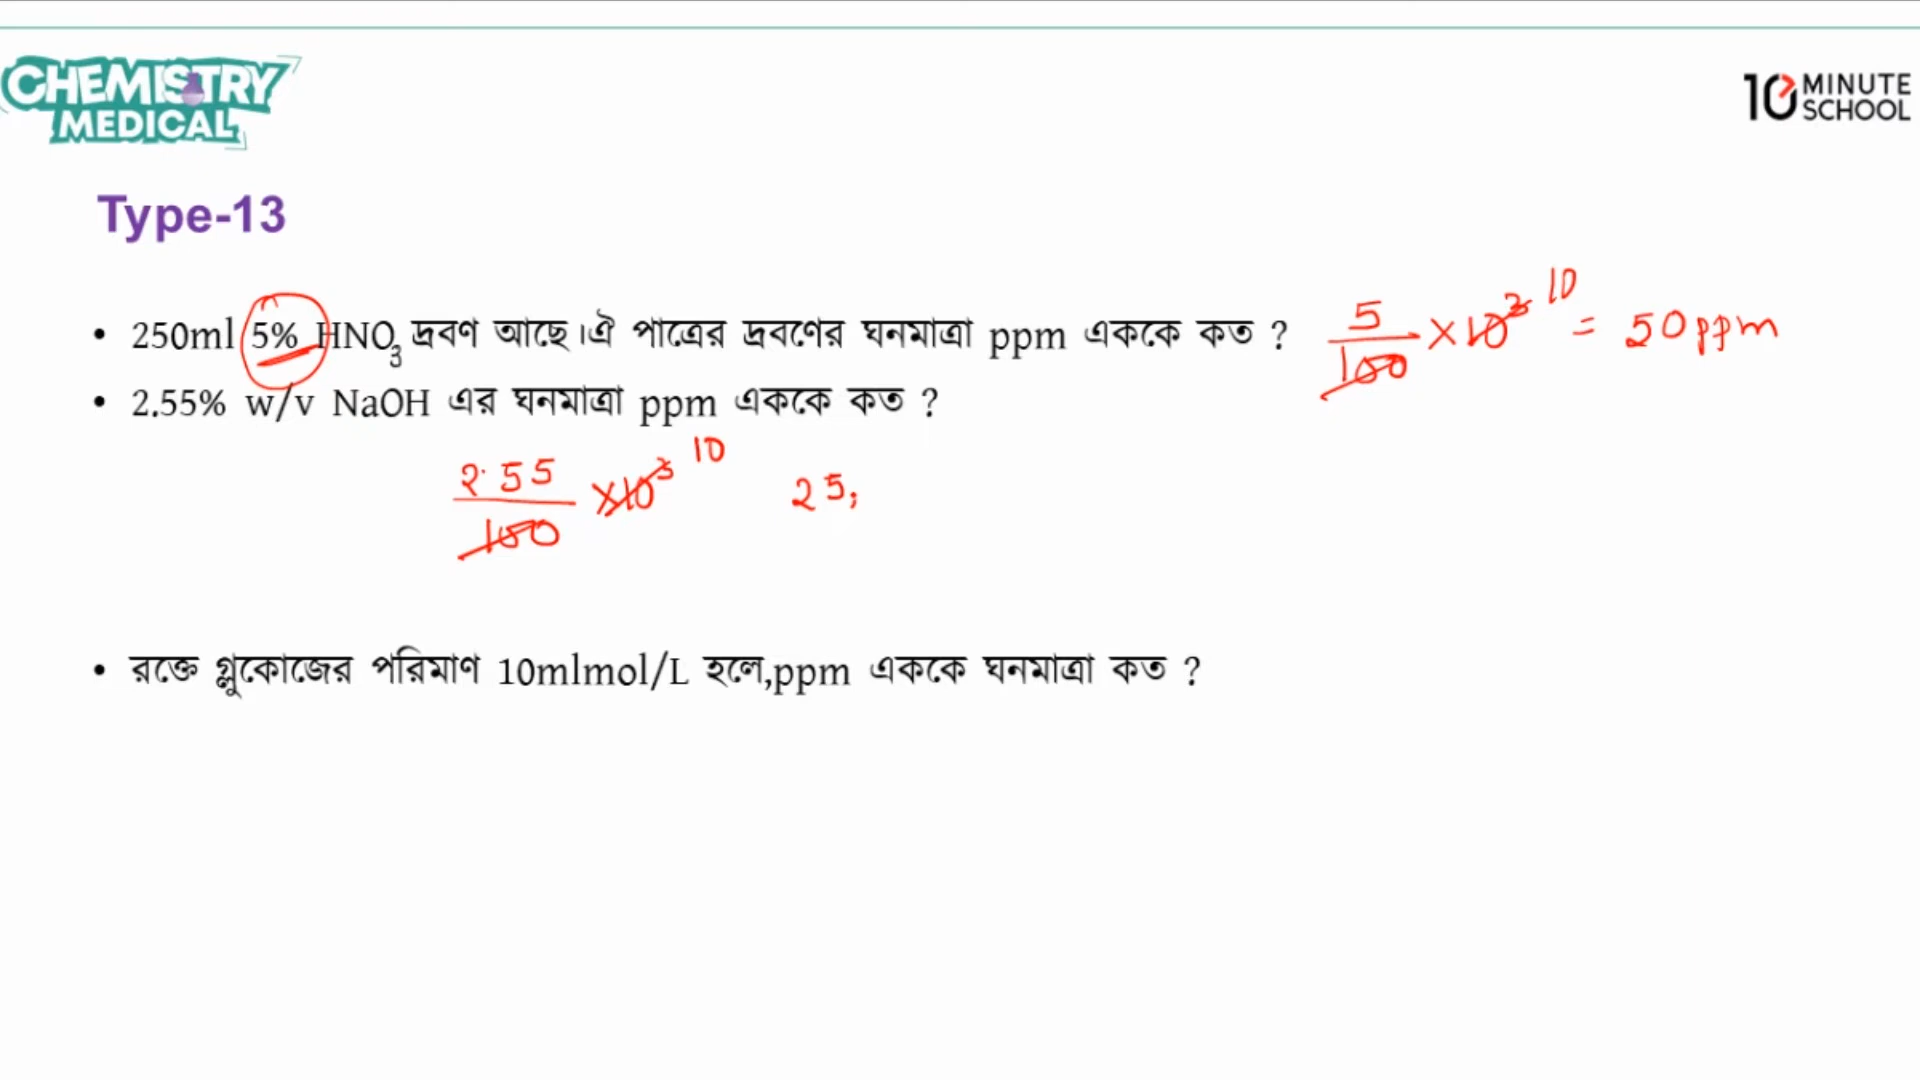 CHEMISTRY
MEDICAL
10 MINUTE
SCHOOL
Type-13
• 250ml 5% HNO3 দ্রবণ আছে।ঐ পাত্রের দ্রবণের ঘনমাত্রা ppm এককে কত ?
5/100 ×10³ 10 = 50ppm
• 2.55% w/v NaOH এর ঘনমাত্রা ppm এককে কত ?
2.55/100 ×10³ 10 25
• রক্তে গ্লুকোজের পরিমাণ 10mlmol/L হলে,ppm এককে ঘনমাত্রা কত ?